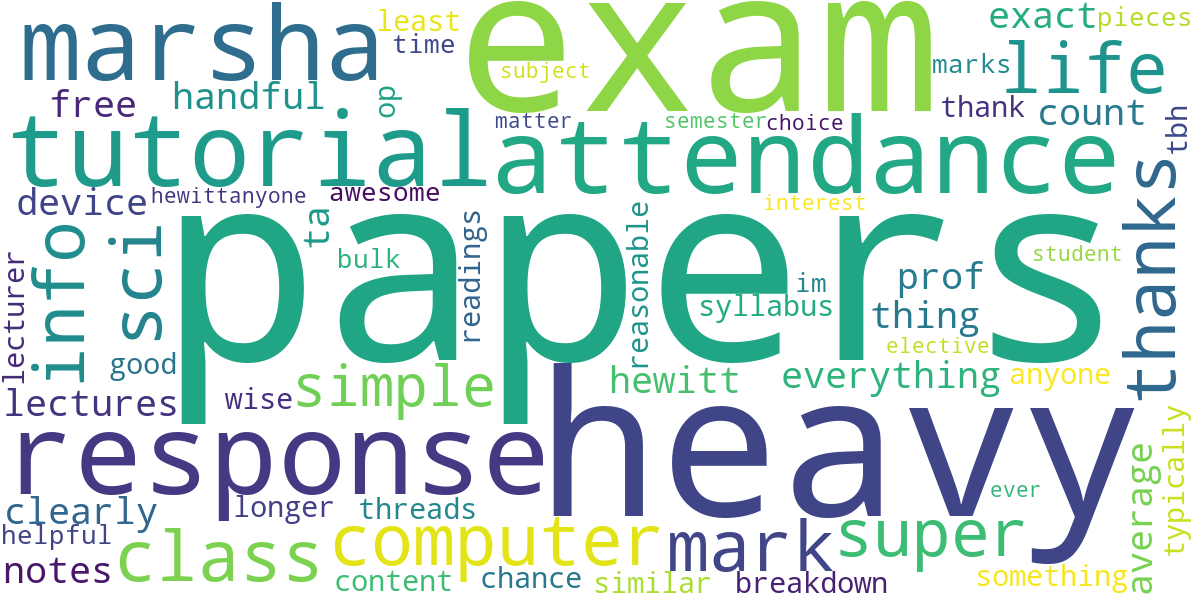 marsha
least
time
exam
exact
pieces
subject
marks
life
free
handful
op
thank
count
tutorial
matter
attendance
semester
choice
tbh
device
hewittanyone
awesome
interest
papers
info
sci
ta
bulk
readings
reasonable
im
syllabus
prof
thing
student
thanks
lecturer
good
elective
lectures
wise
simple
hewitt
everything
anyone
response
heavy
typically
average
clearly
longer
threads
ever
helpful
notes
class
computer
mark
super
content
chance
similar
breakdown
something